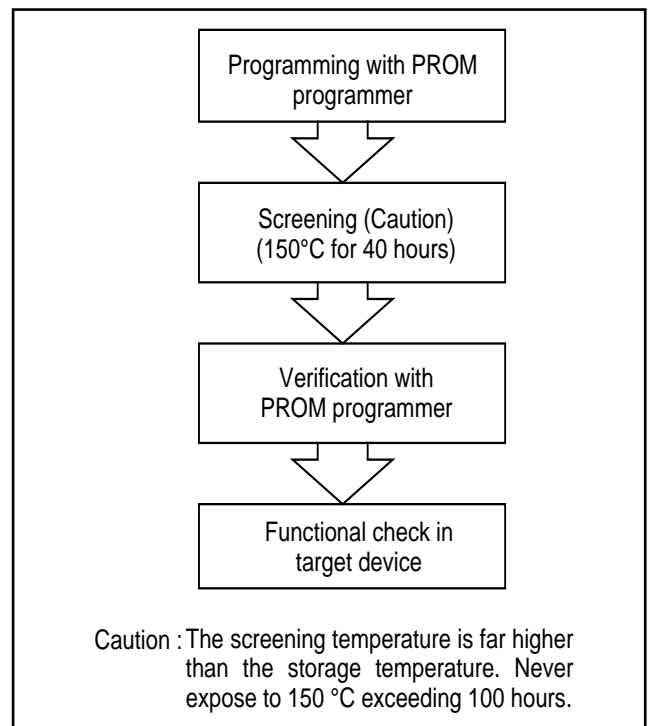 Programming with PROM
programmer
Screening (Caution)
(150°C for 40 hours)
Verification with
PROM programmer
Functional check in
target device
Caution : The screening temperature is far higher
than the storage temperature. Never
expose to 150 °C exceeding 100 hours.